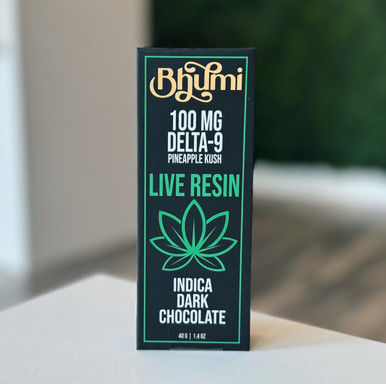 Bhumi
100 MG
DELTA-9
PINEAPPLE KUSH
LIVE RESIN
INDICA
DARK
CHOCOLATE
40 G | 1.4 OZ